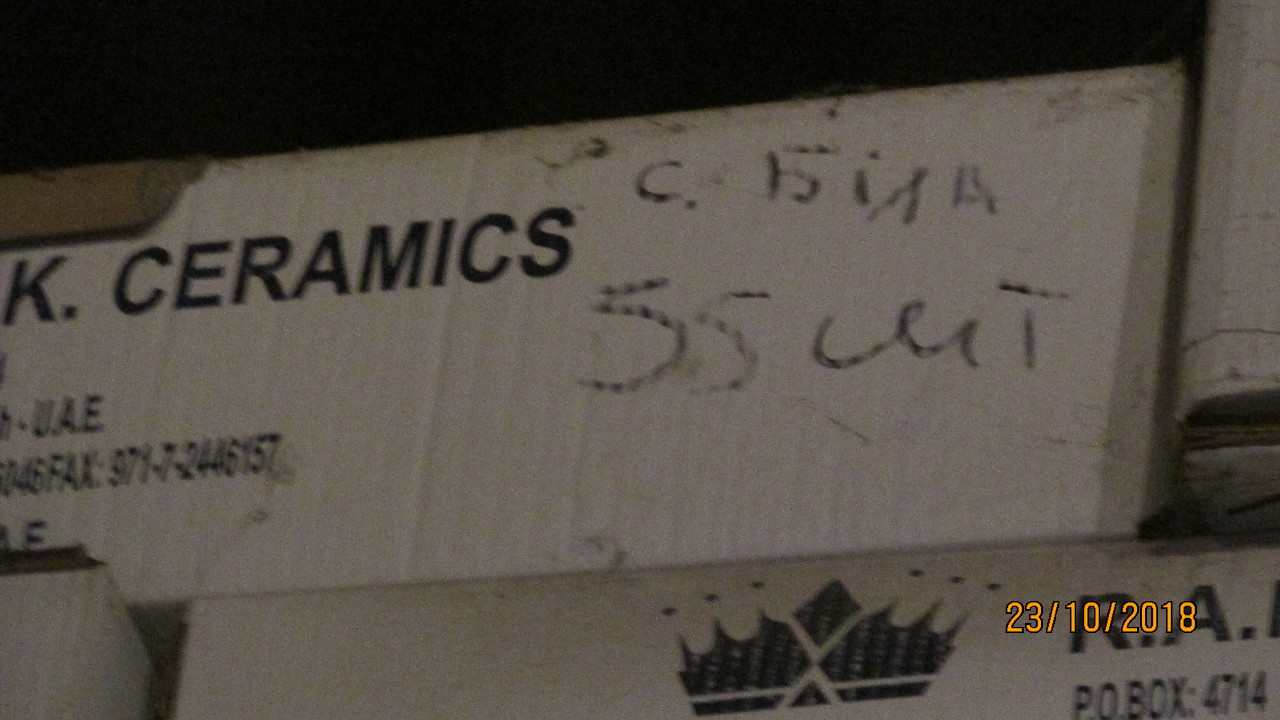 K. CERAMICS
с. Біла
55 шт
- U.A.E.
FAX: 971-7-2446157
A.E
23/10/2018
R.A.
P.O.BOX: 4714